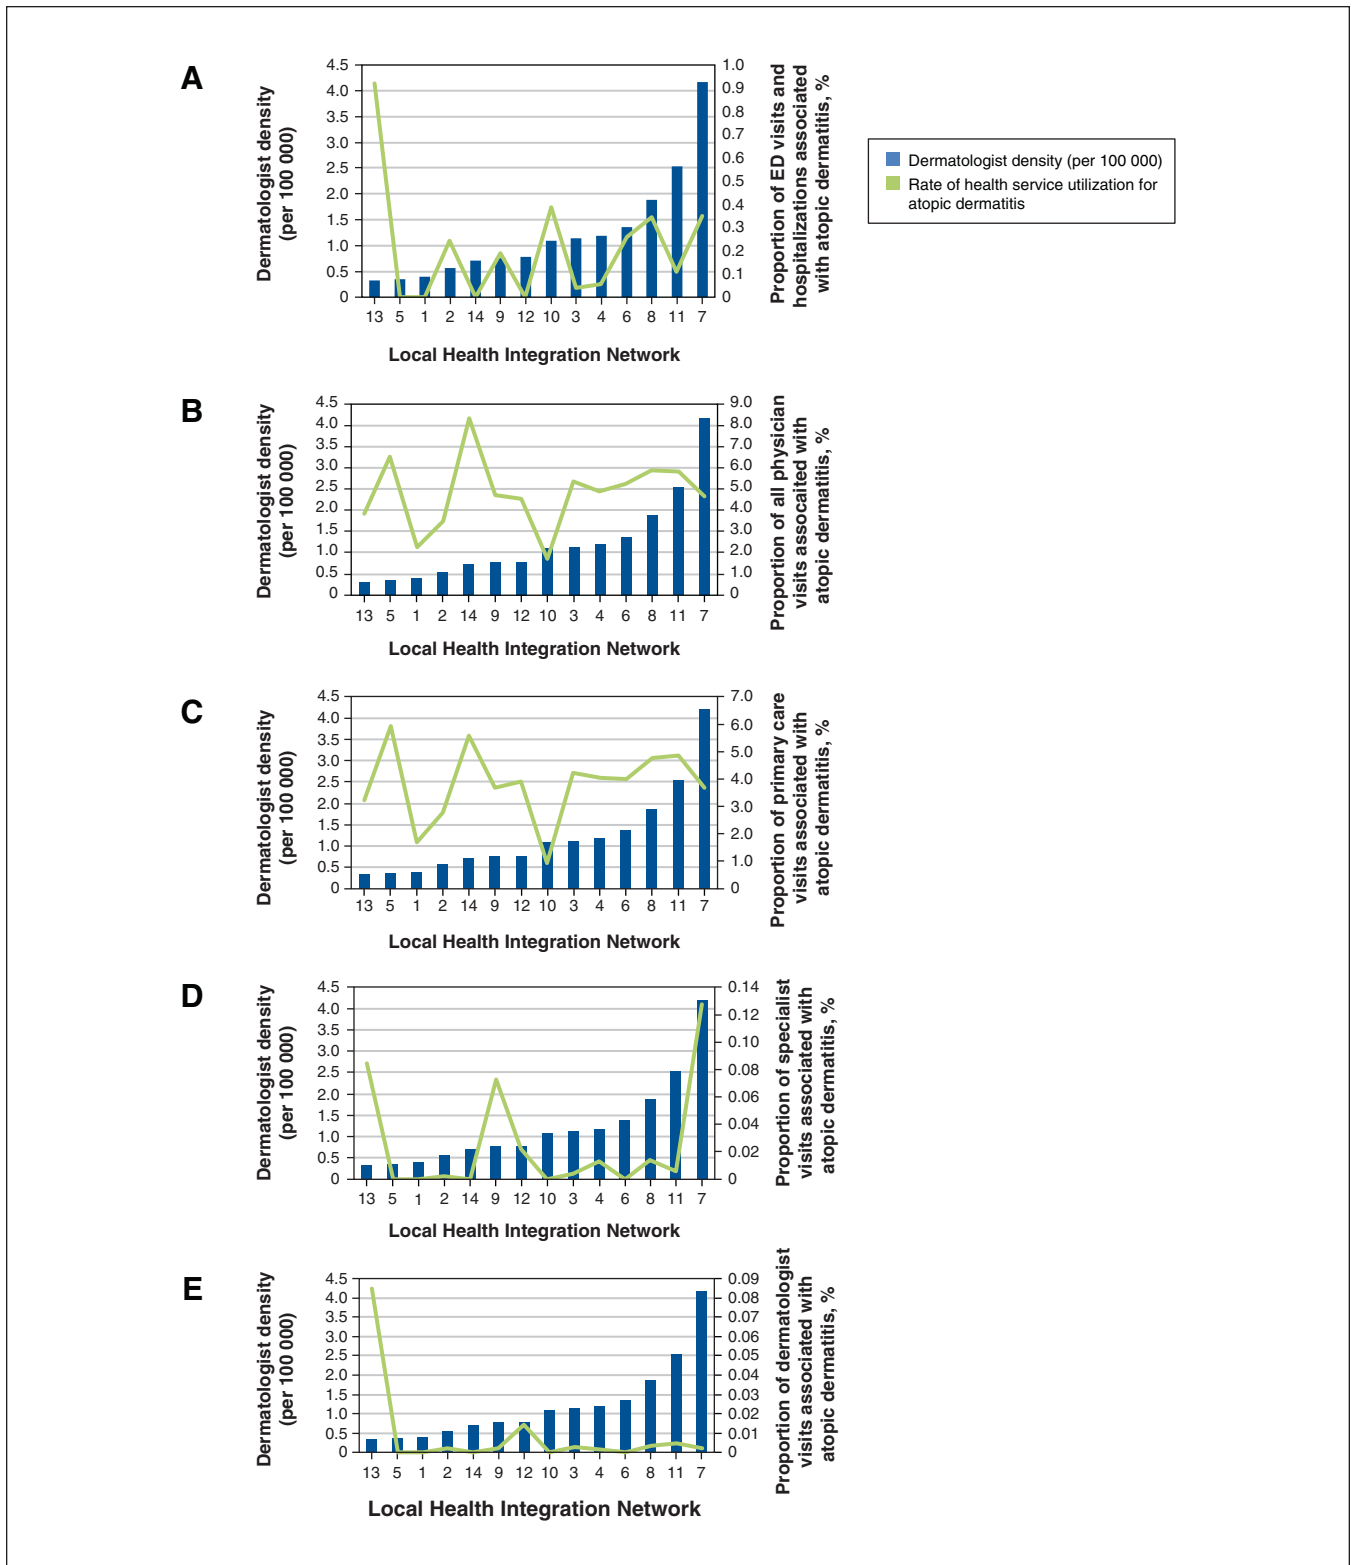 A
Dermatologist density
(per 100 000)
4.5
4.0
3.5
3.0
2.5
2.0
1.5
1.0
0.5
0
1.0
0.9
0.8
0.7
0.6
0.5
0.4
0.3
0.2
0.1
0
Proportion of ED visits and
hospitalizations associated
with atopic dermatitis, %
13 5 1 2 14 9 12 10 3 4 6 8 11 7
Local Health Integration Network
Dermatologist density (per 100 000)
Rate of health service utilization for
atopic dermatitis
B
Dermatologist density
(per 100 000)
4.5
4.0
3.5
3.0
2.5
2.0
1.5
1.0
0.5
0
9.0
8.0
7.0
6.0
5.0
4.0
3.0
2.0
1.0
0
Proportion of all physician
visits assocaited with
atopic dermatitis, %
13 5 1 2 14 9 12 10 3 4 6 8 11 7
Local Health Integration Network
C
Dermatologist density
(per 100 000)
4.5
4.0
3.5
3.0
2.5
2.0
1.5
1.0
0.5
0
7.0
6.0
5.0
4.0
3.0
2.0
1.0
0
Proportion of primary care
visits associated with
atopic dermatitis, %
13 5 1 2 14 9 12 10 3 4 6 8 11 7
Local Health Integration Network
D
Dermatologist density
(per 100 000)
4.5
4.0
3.5
3.0
2.5
2.0
1.5
1.0
0.5
0
0.14
0.12
0.10
0.08
0.06
0.04
0.02
0
Proportion of specialist
visits associated with
atopic dermatitis, %
13 5 1 2 14 9 12 10 3 4 6 8 11 7
Local Health Integration Network
E
Dermatologist density
(per 100 000)
4.5
4.0
3.5
3.0
2.5
2.0
1.5
1.0
0.5
0
0.09
0.08
0.07
0.06
0.05
0.04
0.03
0.02
0.01
0
Proportion of dermatologist
visits associated with
atopic dermatitis, %
13 5 1 2 14 9 12 10 3 4 6 8 11 7
Local Health Integration Network